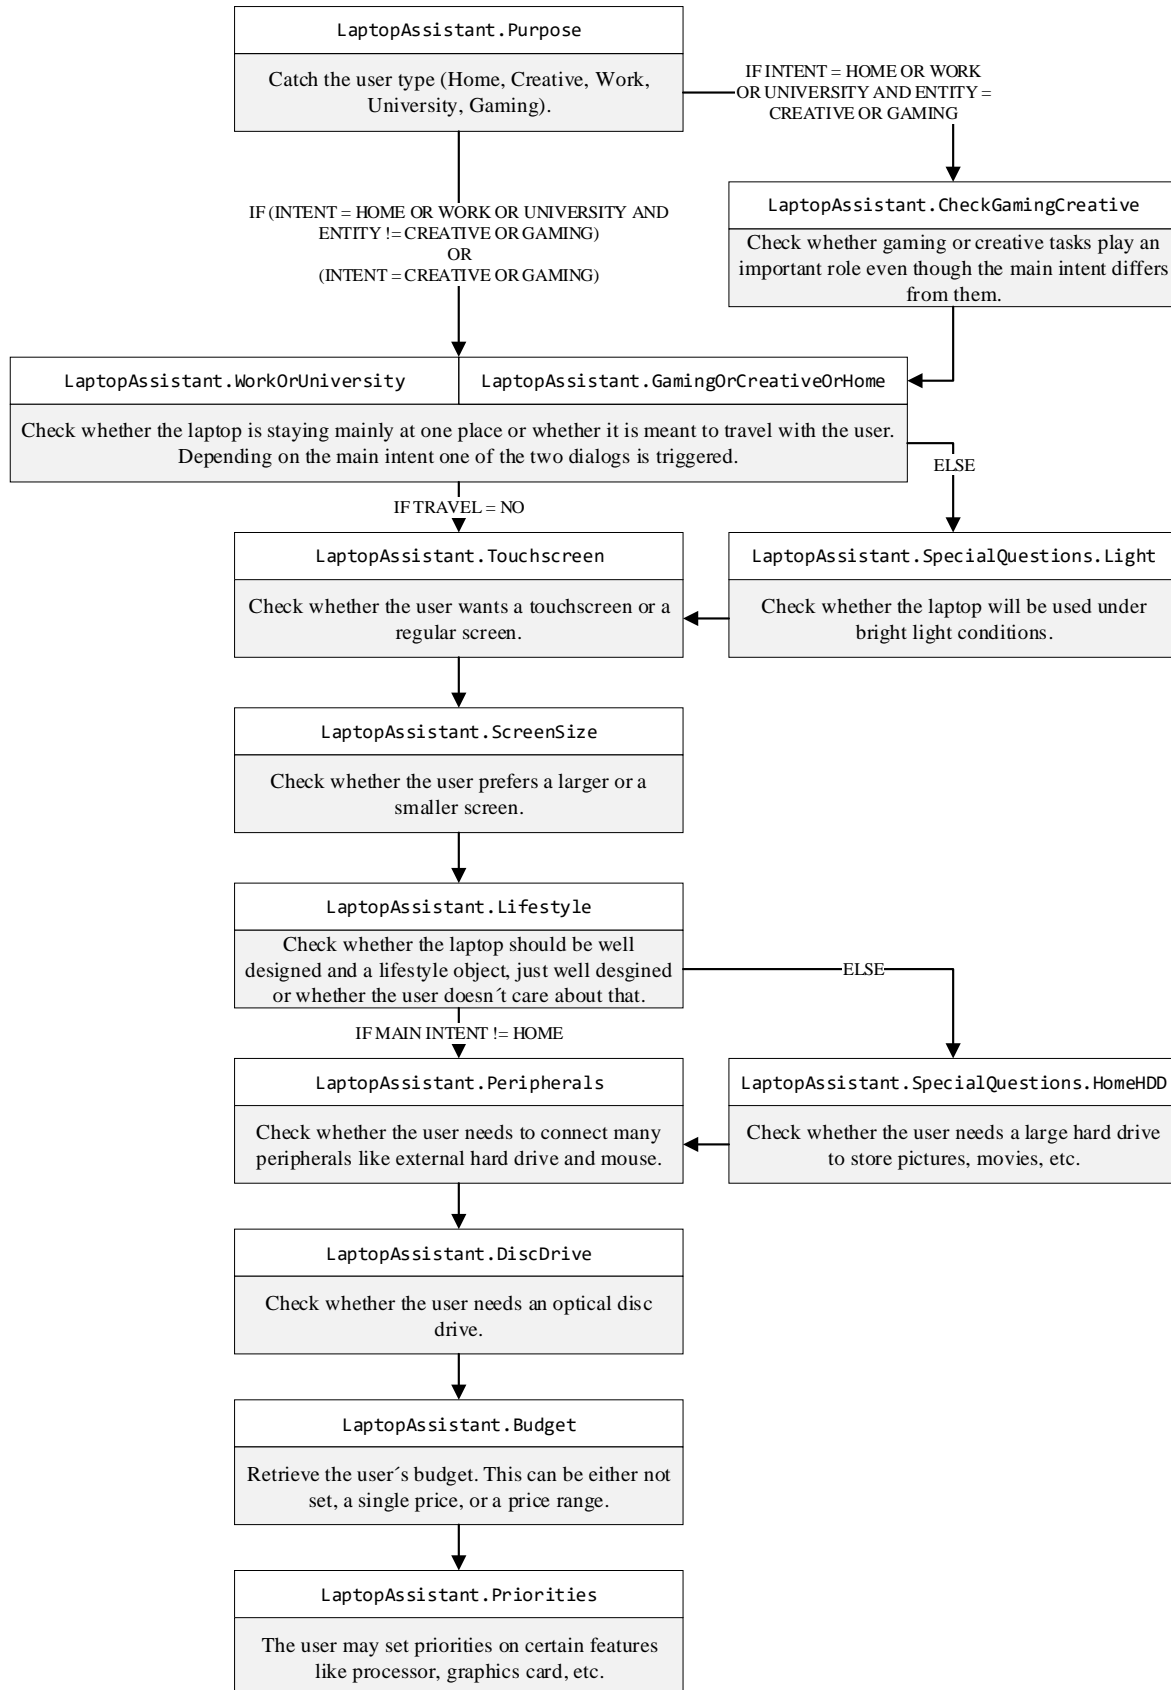 LaptopAssistant.Purpose
Catch the user type (Home, Creative, Work,
University, Gaming).
IF INTENT = HOME OR WORK
OR UNIVERSITY AND ENTITY =
CREATIVE OR GAMING
IF (INTENT = HOME OR WORK OR UNIVERSITY AND
ENTITY != CREATIVE OR GAMING)
OR
(INTENT = CREATIVE OR GAMING)
LaptopAssistant.CheckGamingCreative
Check whether gaming or creative tasks play an
important role even though the main intent differs
from them.
LaptopAssistant.WorkOrUniversity
LaptopAssistant.GamingOrCreativeOrHome
Check whether the laptop is staying mainly at one place or whether it is meant to travel with the user.
Depending on the main intent one of the two dialogs is triggered.
ELSE
IF TRAVEL = NO
LaptopAssistant.Touchscreen
Check whether the user wants a touchscreen or a
regular screen.
LaptopAssistant.SpecialQuestions.Light
Check whether the laptop will be used under
bright light conditions.
LaptopAssistant.ScreenSize
Check whether the user prefers a larger or a
smaller screen.
LaptopAssistant.Lifestyle
Check whether the laptop should be well
designed and a lifestyle object, just well desgined
or whether the user doesn´t care about that.
ELSE
IF MAIN INTENT != HOME
LaptopAssistant.Peripherals
Check whether the user needs to connect many
peripherals like external hard drive and mouse.
LaptopAssistant.SpecialQuestions.HomeHDD
Check whether the user needs a large hard drive
to store pictures, movies, etc.
LaptopAssistant.DiscDrive
Check whether the user needs an optical disc
drive.
LaptopAssistant.Budget
Retrieve the user´s budget. This can be either not
set, a single price, or a price range.
LaptopAssistant.Priorities
The user may set priorities on certain features
like processor, graphics card, etc.